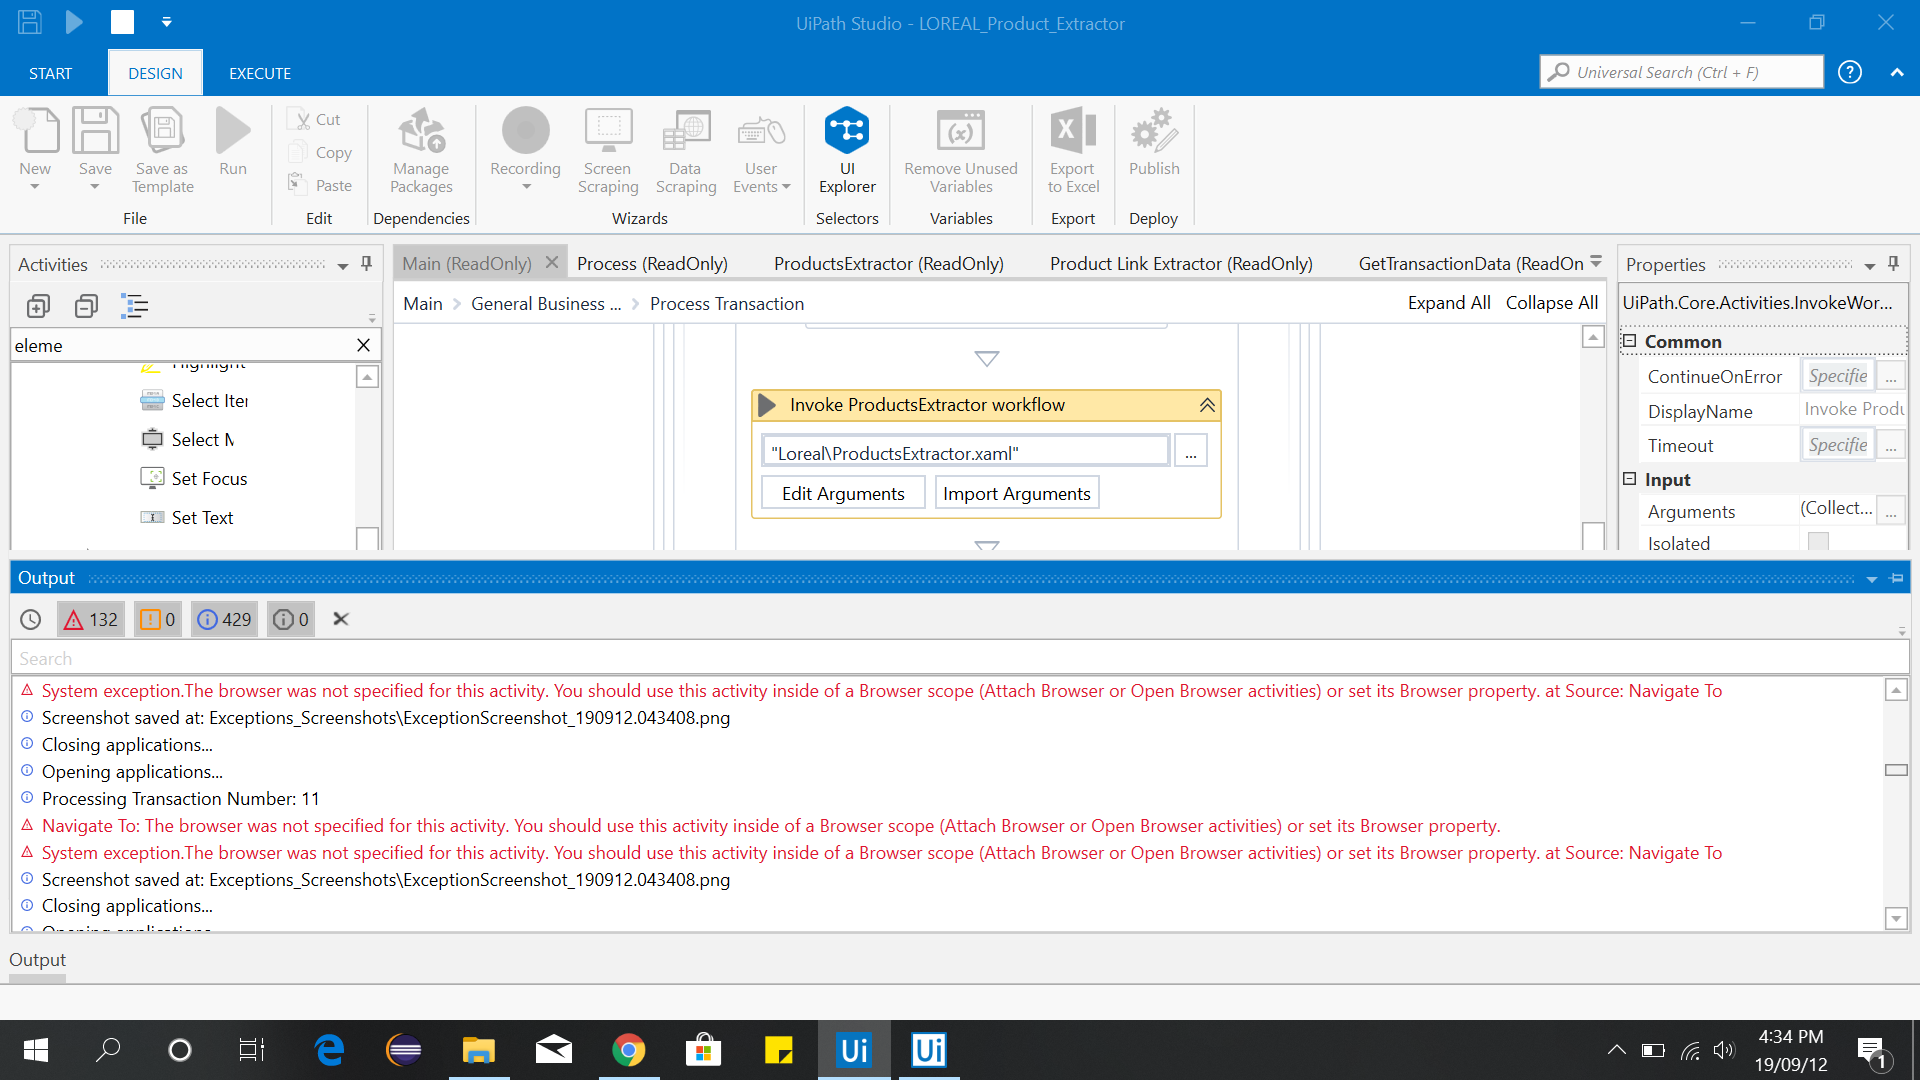 UiPath Studio - LOREAL_Product_Extractor
START
DESIGN
EXECUTE
Universal Search (Ctrl + F)
New
Save
Save as
Template
Run
File
Cut
Copy
Paste
Edit
Manage
Packages
Dependencies
Recording
Screen
Scraping
Data
Scraping
User
Events
Wizards
UI
Explorer
Selectors
Remove Unused
Variables
Variables
Export
to Excel
Export
Publish
Deploy
Activities
eleme
Highlight
Select Iter
Select M
Set Focus
Set Text
Main (ReadOnly)
Process (ReadOnly)
ProductsExtractor (ReadOnly)
Product Link Extractor (ReadOnly)
GetTransactionData (ReadOn
Main > General Business ... > Process Transaction
Expand All
Collapse All
Invoke ProductsExtractor workflow
"Loreal\ProductsExtractor.xaml"
...
Edit Arguments
Import Arguments
Properties
UiPath.Core.Activities.InvokeWor...
Common
ContinueOnError Specifie ...
DisplayName Invoke Produ
Timeout Specifie ...
Input
Arguments (Collect... ...
Isolated
Output
132
0
429
0
Search
System exception.The browser was not specified for this activity. You should use this activity inside of a Browser scope (Attach Browser or Open Browser activities) or set its Browser property. at Source: Navigate To
Screenshot saved at: Exceptions_Screenshots\ExceptionScreenshot_190912.043408.png
Closing applications...
Opening applications...
Processing Transaction Number: 11
Navigate To: The browser was not specified for this activity. You should use this activity inside of a Browser scope (Attach Browser or Open Browser activities) or set its Browser property.
System exception.The browser was not specified for this activity. You should use this activity inside of a Browser scope (Attach Browser or Open Browser activities) or set its Browser property. at Source: Navigate To
Screenshot saved at: Exceptions_Screenshots\ExceptionScreenshot_190912.043408.png
Closing applications...
Opening applications...
Output
Ui
Ui
4:34 PM
19/09/12
1